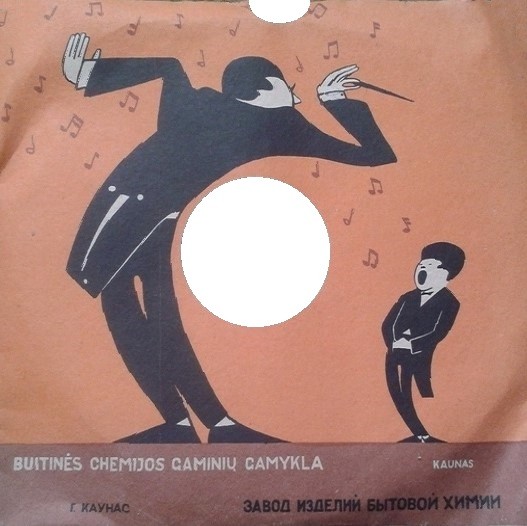 BUITINĖS CHEMIJOS GAMINIŲ GAMYKLA KAUNAS
Г. КАУНАС ЗАВОД ИЗДЕЛИЙ БЫТОВОЙ ХИМИИ